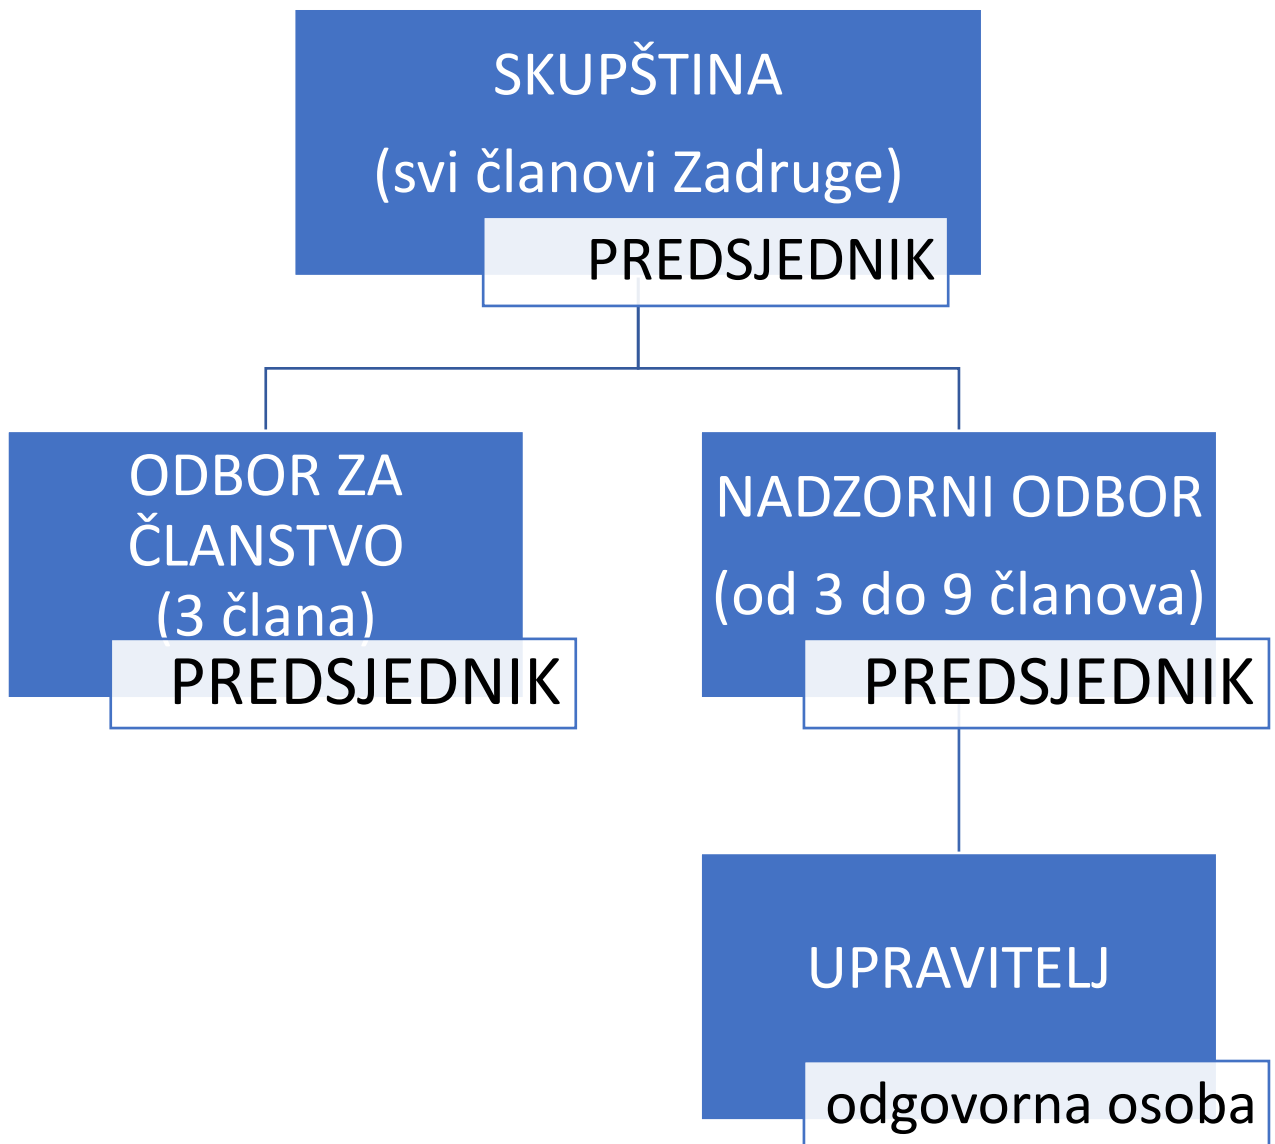 SKUPŠTINA
(svi članovi Zadruge)
PREDSJEDNIK
ODBOR ZA
ČLANSTVO
(3 člana)
PREDSJEDNIK
NADZORNI ODBOR
(od 3 do 9 članova)
PREDSJEDNIK
UPRAVITELJ
odgovorna osoba